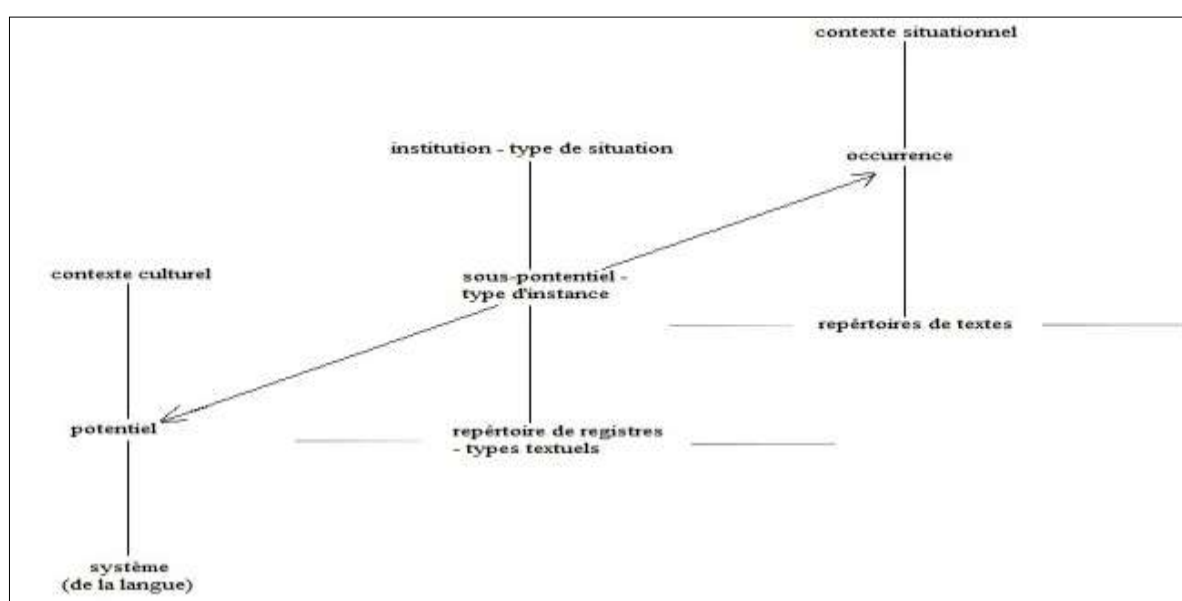 contexte situationnel
institution - type de situation
occurrence
contexte culturel
sous-pontentiel -
type d'instance
repértoires de textes
potentiel
repértoire de registres
- types textuels
système
(de la langue)